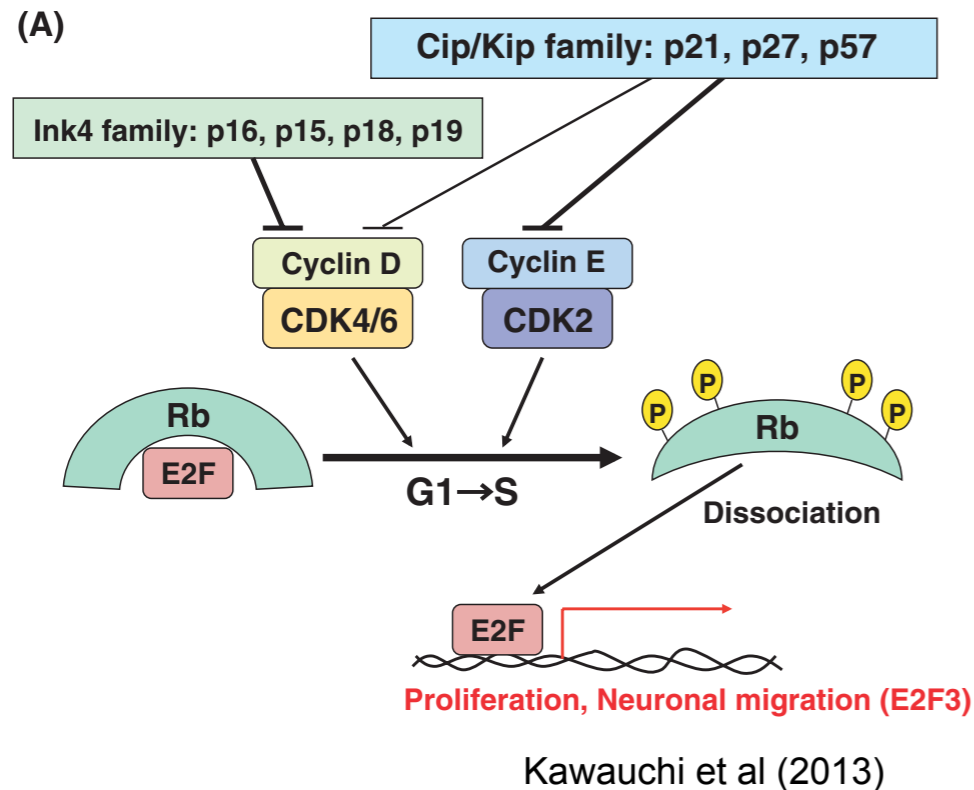 (A)
Cip/Kip family: p21, p27, p57
Ink4 family: p16, p15, p18, p19
Cyclin D
Cyclin E
CDK4/6
CDK2
Rb
E2F
G1→S
P
P
P
P
Rb
Dissociation
E2F
Proliferation, Neuronal migration (E2F3)
Kawauchi et al (2013)